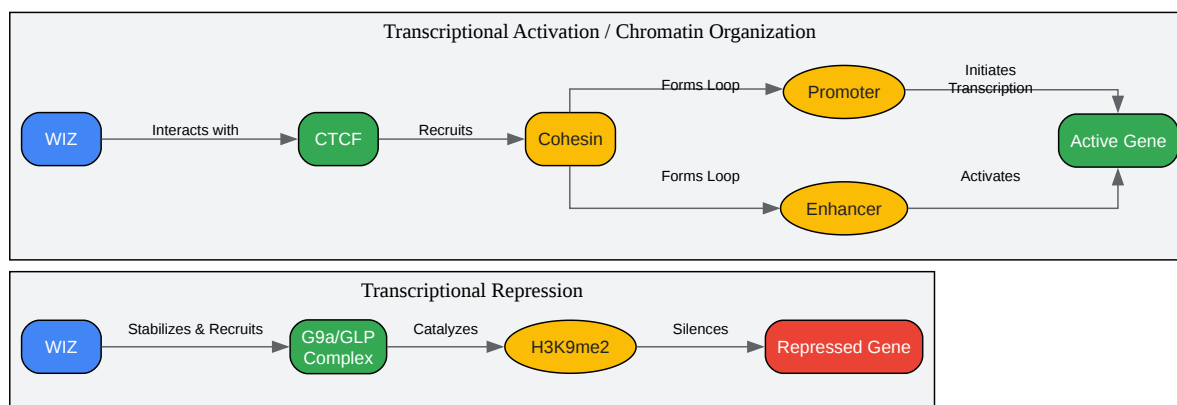 Transcriptional Activation / Chromatin Organization
WIZ
Interacts with
CTCF
Recruits
Cohesin
Forms Loop
Promoter
Initiates
Transcription
Active Gene
Forms Loop
Enhancer
Activates
Transcriptional Repression
WIZ
Stabilizes & Recruits
G9a/GLP
Complex
Catalyzes
H3K9me2
Silences
Repressed Gene